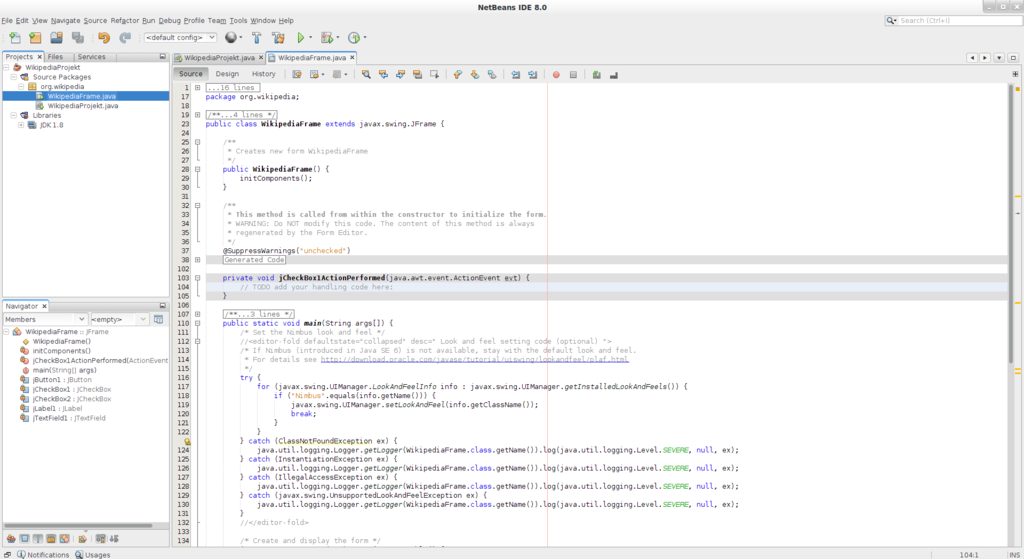 NetBeans IDE 8.0
File Edit View Navigate Source Refactor Run Debug Profile Team Tools Window Help
Search (Ctrl+I)
<default config>
Projects Files Services
WikipediaProjekt.java WikipediaFrame.java
Source Design History
WikipediaProjekt
Source Packages
org.wikipedia
WikipediaFrame.java
WikipediaProjekt.java
Libraries
JDK 1.8
Navigator
Members <empty>
WikipediaFrame :: JFrame
WikipediaFrame()
initComponents()
jCheckBox1ActionPerformed(ActionEvent
main(String[] args)
jButton1 : JButton
jCheckBox1 : JCheckBox
jCheckBox2 : JCheckBox
jLabel1 : JLabel
jTextField1 : JTextField
1 ...16 lines
17 package org.wikipedia;
18
19 /**...4 lines */
23 public class WikipediaFrame extends javax.swing.JFrame {
24
25 /**
26 * Creates new form WikipediaFrame
27 */
28 public WikipediaFrame() {
29 initComponents();
30 }
31
32 /**
33 * This method is called from within the constructor to initialize the form.
34 * WARNING: Do NOT modify this code. The content of this method is always
35 * regenerated by the Form Editor.
36 */
37 @SuppressWarnings("unchecked")
38 Generated Code
102
103 private void jCheckBox1ActionPerformed(java.awt.event.ActionEvent evt) {
104 // TODO add your handling code here:
105 }
106
107 /**...3 lines */
110 public static void main(String args[]) {
111 /* Set the Nimbus look and feel */
112 //<editor-fold defaultstate="collapsed" desc=" Look and feel setting code (optional) ">
113 /* If Nimbus (introduced in Java SE 6) is not available, stay with the default look and feel.
114 * For details see http://download.oracle.com/javase/tutorial/uiswing/lookandfeel/plaf.html
115 */
116 try {
117 for (javax.swing.UIManager.LookAndFeelInfo info : javax.swing.UIManager.getInstalledLookAndFeels()) {
118 if ("Nimbus".equals(info.getName())) {
119 javax.swing.UIManager.setLookAndFeel(info.getClassName());
120 break;
121 }
122 }
} catch (ClassNotFoundException ex) {
124 java.util.logging.Logger.getLogger(WikipediaFrame.class.getName()).log(java.util.logging.Level.SEVERE, null, ex);
125 } catch (InstantiationException ex) {
126 java.util.logging.Logger.getLogger(WikipediaFrame.class.getName()).log(java.util.logging.Level.SEVERE, null, ex);
127 } catch (IllegalAccessException ex) {
128 java.util.logging.Logger.getLogger(WikipediaFrame.class.getName()).log(java.util.logging.Level.SEVERE, null, ex);
129 } catch (javax.swing.UnsupportedLookAndFeelException ex) {
130 java.util.logging.Logger.getLogger(WikipediaFrame.class.getName()).log(java.util.logging.Level.SEVERE, null, ex);
131 }
132 //</editor-fold>
133
134 /* Create and display the form */
Notifications Usages
104:1 INS